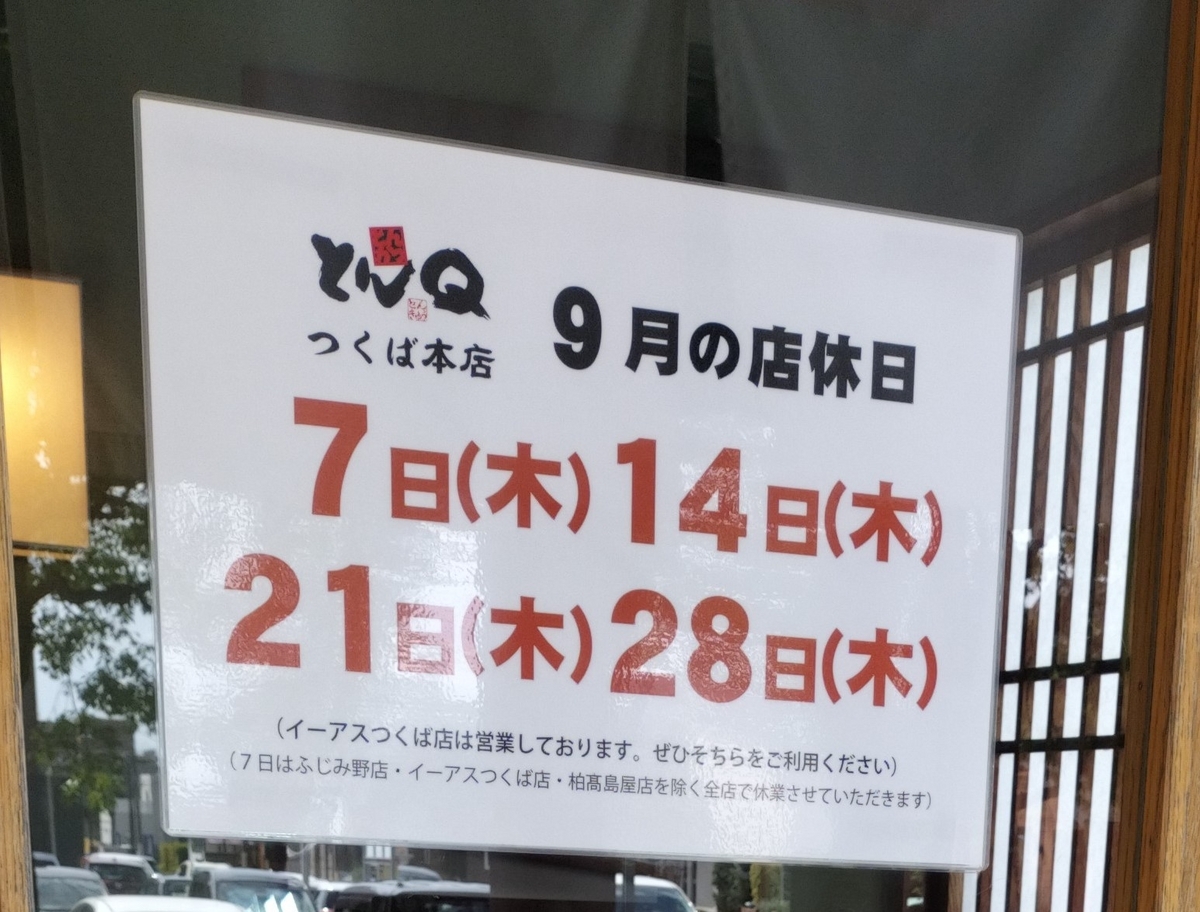 とんQ
とんきゅう
つくば本店
9月の店休日
7日(木)14日(木)
21日(木)28日(木)
（イーアスつくば店は営業しております。ぜひそちらをご利用ください）
（7日はふじみ野店・イーアスつくば店・柏髙島屋店を除く全店で休業させていただきます）